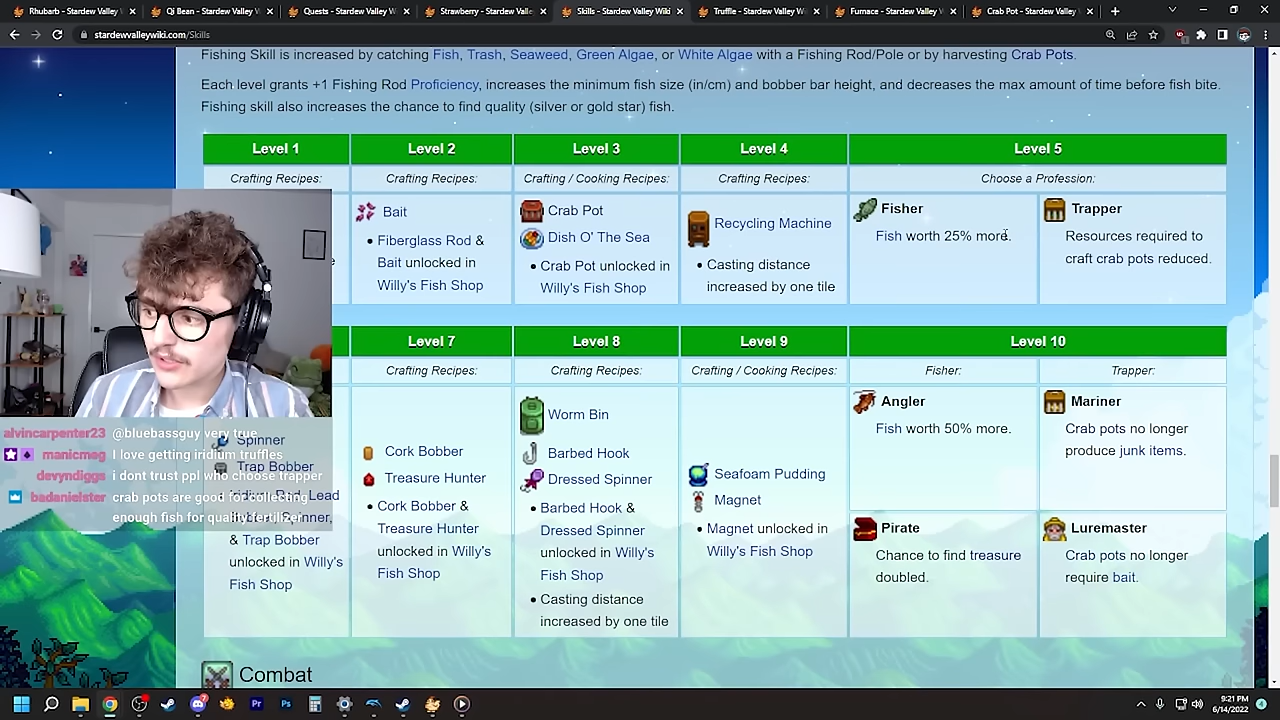 Rhubarb - Stardew Valley
Qi Bean - Stardew Valley W
Quests - Stardew Valley W
Strawberry - Stardew Valle
Skills - Stardew Valley Wiki
Truffle - Stardew Valley W
Furnace - Stardew Valley W
Crab Pot - Stardew Valley
stardewvalleywiki.com/Skills
Fishing Skill is increased by catching Fish, Trash, Seaweed, Green Algae, or White Algae with a Fishing Rod/Pole or by harvesting Crab Pots.
Each level grants +1 Fishing Rod Proficiency, increases the minimum fish size (in/cm) and bobber bar height, and decreases the max amount of time before fish bite.
Fishing skill also increases the chance to find quality (silver or gold star) fish.
Level 1
Level 2
Level 3
Level 4
Level 5
Crafting Recipes:
Crafting Recipes:
Crafting / Cooking Recipes:
Crafting Recipes:
Choose a Profession:
Bait
• Fiberglass Rod &
Bait unlocked in
Willy's Fish Shop
Crab Pot
Dish O' The Sea
• Crab Pot unlocked in
Willy's Fish Shop
Recycling Machine
• Casting distance
increased by one tile
Fisher
Fish worth 25% more.
Trapper
Resources required to
craft crab pots reduced.
Level 7
Level 8
Level 9
Level 10
Crafting Recipes:
Crafting Recipes:
Crafting / Cooking Recipes:
Fisher:
Trapper:
Spinner
Trap Bobber
Lead
Spinner,
& Trap Bobber
unlocked in Willy's
Fish Shop
Cork Bobber
Treasure Hunter
• Cork Bobber &
Treasure Hunter
unlocked in Willy's
Fish Shop
Worm Bin
Barbed Hook
Dressed Spinner
• Barbed Hook &
Dressed Spinner
unlocked in Willy's
Fish Shop
• Casting distance
increased by one tile
Seafoam Pudding
Magnet
• Magnet unlocked in
Willy's Fish Shop
Angler
Fish worth 50% more.
Mariner
Crab pots no longer
produce junk items.
Pirate
Chance to find treasure
doubled.
Luremaster
Crab pots no longer
require bait.
alvincarpenter23 @bluebassguy very true
manicmeg I love getting iridium truffles
devyndiggs i dont trust ppl who choose trapper
badanielster crab pots are good for collecting
enough fish for quality fertilizer
Combat
9:21 PM
6/14/2022